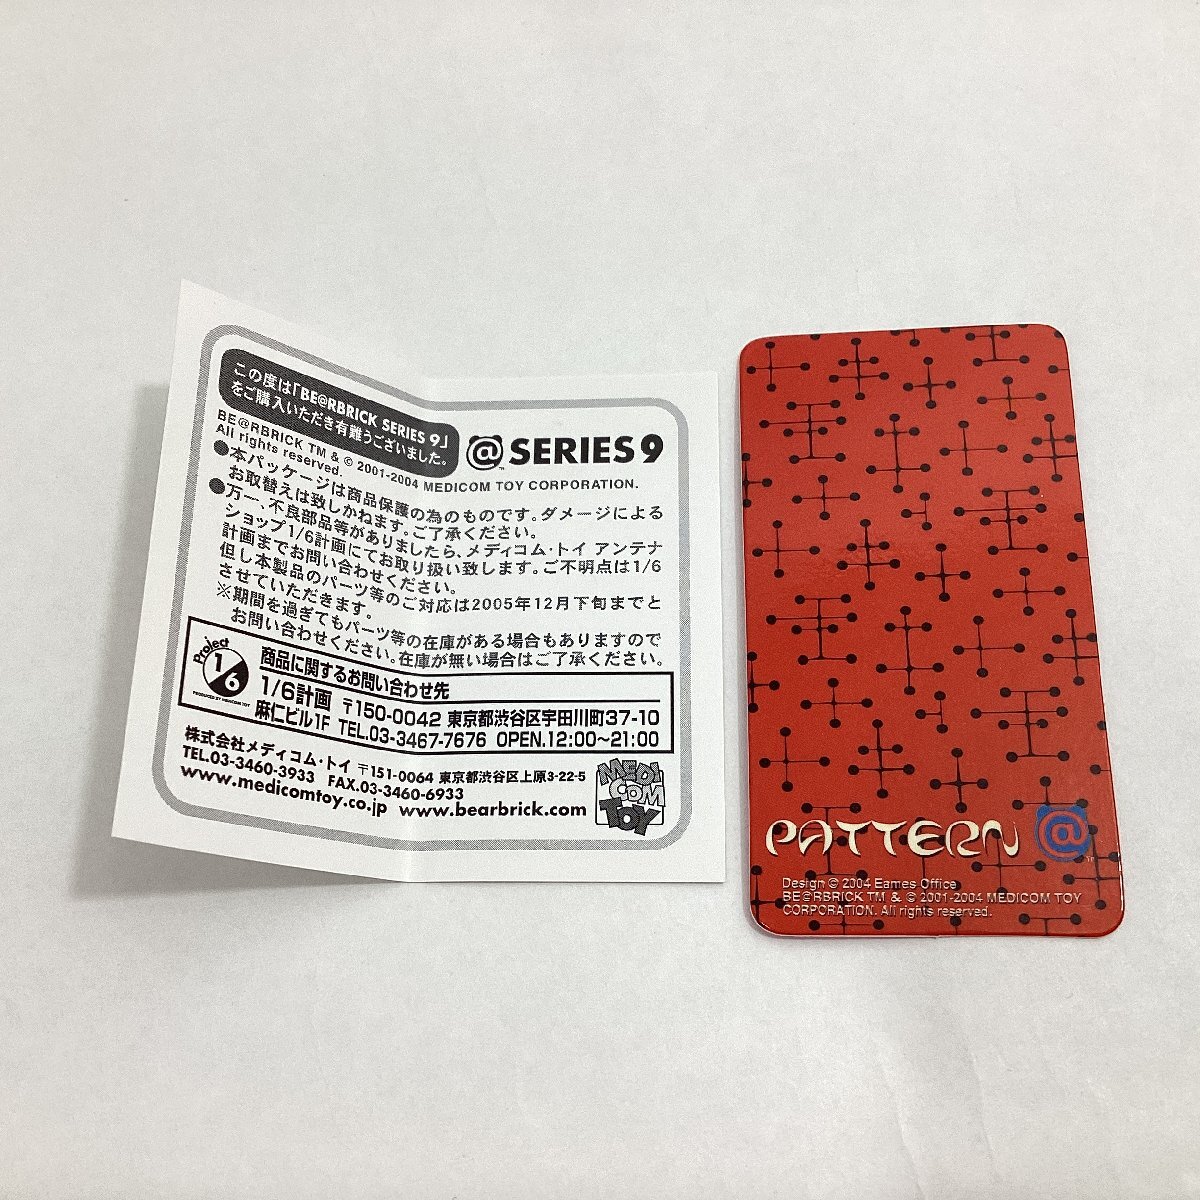 この度は「BE@RBRICK SERIES 9」
をご購入いただき有難うございました。
@ SERIES 9
BE@RBRICK TM & © 2001-2004 MEDICOM TOY CORPORATION.
All rights reserved.
●本パッケージは商品保護の為のものです。ダメージによる
お取替えは致しかねます。ご了承ください。
●万一、不良部品等がありましたら、メディコム・トイ アンテナ
ショップ1/6計画にてお取り扱い致します。ご不明点は1/6
計画までお問い合わせください。
但し本製品のパーツ等のご対応は2005年12月下旬までと
させていただきます。
※期間を過ぎてもパーツ等の在庫がある場合もありますので
お問い合わせください。在庫が無い場合はご了承ください。
Project
1/6
PRODUCED BY MEDICOM TOY
商品に関するお問い合わせ先
1/6計画 〒150-0042 東京都渋谷区宇田川町37-10
麻仁ビル1F TEL.03-3467-7676 OPEN.12:00~21:00
株式会社メディコム・トイ 〒151-0064 東京都渋谷区上原3-22-5
TEL.03-3460-3933 FAX.03-3460-6933
www.medicomtoy.co.jp www.bearbrick.com
MEDI
COM
TOY
PATTERN @ TM
Design © 2004 Eames Office
BE@RBRICK TM & © 2001-2004 MEDICOM TOY
CORPORATION. All rights reserved.